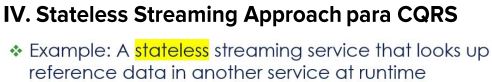 IV. Stateless Streaming Approach para CQRS
❖ Example: A stateless streaming service that looks up
reference data in another service at runtime